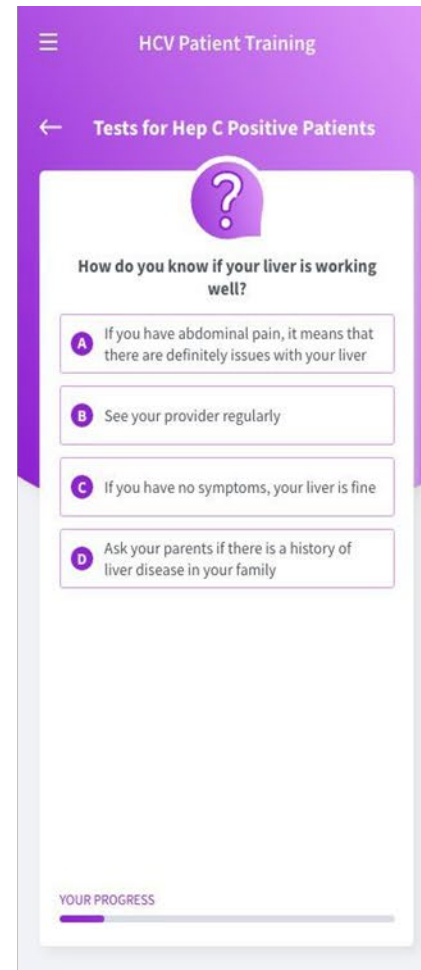 HCV Patient Training
Tests for Hep C Positive Patients
?
How do you know if your liver is working
well?
A
If you have abdominal pain, it means that
there are definitely issues with your liver
B
See your provider regularly
C
If you have no symptoms, your liver is fine
D
Ask your parents if there is a history of
liver disease in your family
YOUR PROGRESS